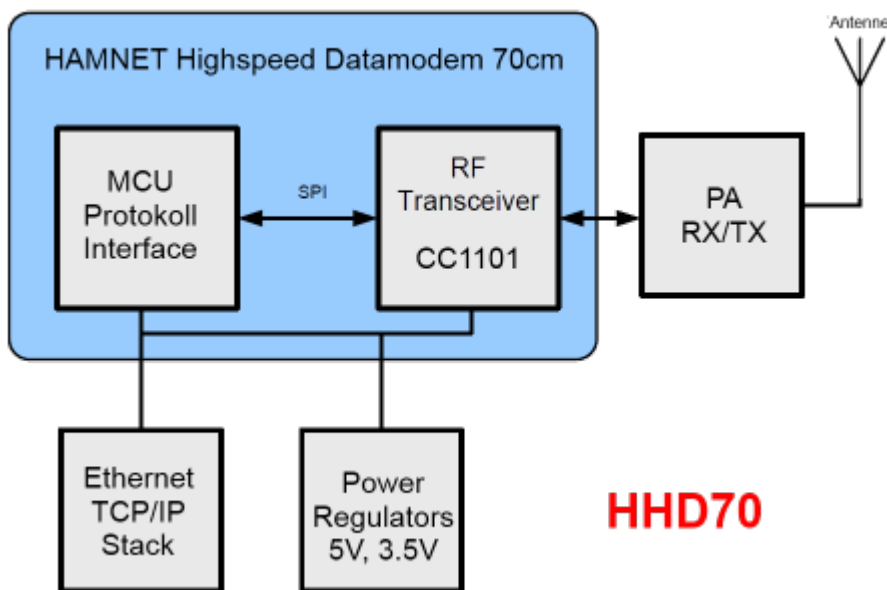 Antenne
HAMNET Highspeed Datamodem 70cm
MCU
Protokoll
Interface
SPI
RF
Transceiver
CC1101
PA
RX/TX
Ethernet
TCP/IP
Stack
Power
Regulators
5V, 3.5V
HHD70